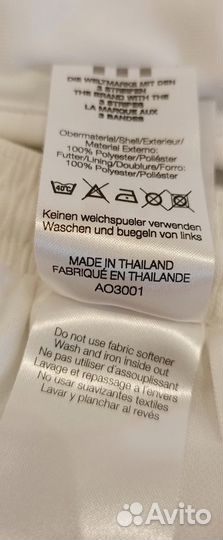 DIE WELTMARKE MIT DEN
3 STREIFEN
THE BRAND WITH THE
3 STRIPES
LA MARQUE AUX
3 BANDES
Obermaterial/Shell/Exterieur/
Material Externo:
100% Polyester/Poliéster
Futter/Lining/Doublure/Forro:
100% Polyester/Poliéster
40°C
Keinen weichspueler verwenden
Waschen und buegeln von links
MADE IN THAILAND
FABRIQUÉ EN THAILANDE
AO3001
Do not use fabric softener
Wash and iron inside out
Ne pas utiliser d'assouplissant
Lavage et repassage a l'envers
No usar suavizantes textiles
Lavar y planchar al revés
Avito